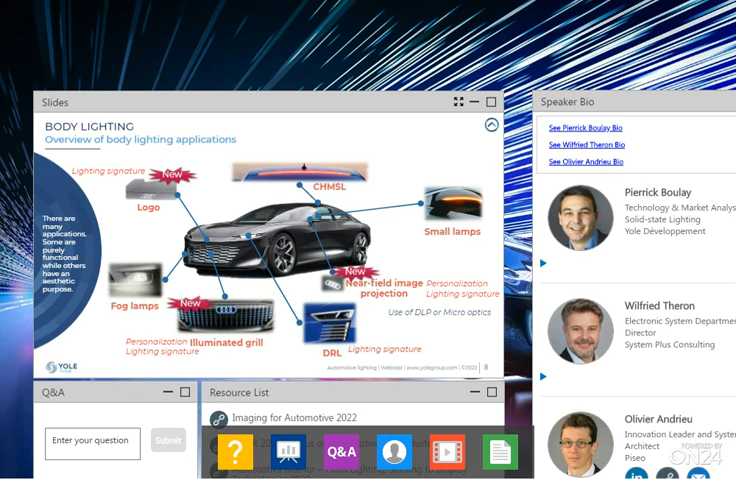 Slides
BODY LIGHTING
Overview of body lighting applications
There are
many
applications.
Some are
purely
functional
while others
have an
aesthetic
purpose.
Lighting signature
New
Logo
CHMSL
Small lamps
New
Near-field image
projection
Personalization
Lighting signature
Use of DLP or Micro optics
Fog lamps
New
Personalization
Lighting signature
Illuminated grill
DRL
Lighting signature
YOLE
Automotive lighting | Webcast | www.yolegroup.com | ©2022
8
Speaker Bio
See Pierrick Boulay Bio
See Wilfried Theron Bio
See Olivier Andrieu Bio
Pierrick Boulay
Technology & Market Analys
Solid-state Lighting
Yole Développement
Wilfried Theron
Electronic System Departme
Director
System Plus Consulting
Olivier Andrieu
Innovation Leader and Syste
Architect
Piseo
POWERED BY
ON24
Q&A
Enter your question
Submit
Resource List
Imaging for Automotive 2022
?
Q&A
in